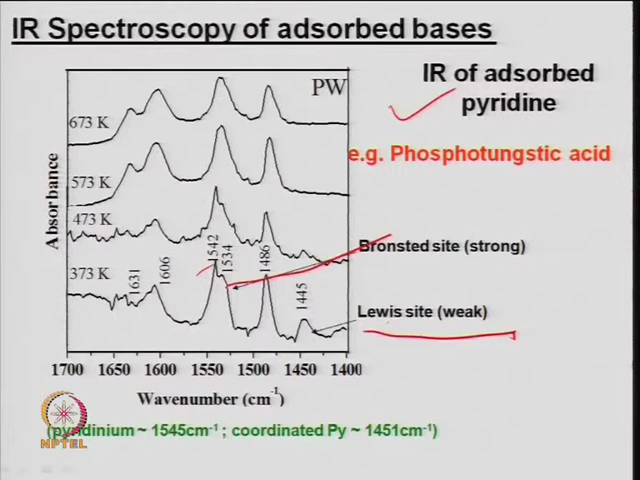 IR Spectroscopy of adsorbed bases
IR of adsorbed
pyridine
e.g. Phosphotungstic acid
PW
673 K
573 K
473 K
373 K
1631
1606
1542
1534
1486
1445
Bronsted site (strong)
Lewis site (weak)
Absorbance
1700 1650 1600 1550 1500 1450 1400
Wavenumber (cm-1)
(pyridinium ~ 1545cm-1 ; coordinated Py ~ 1451cm-1)
NPTEL